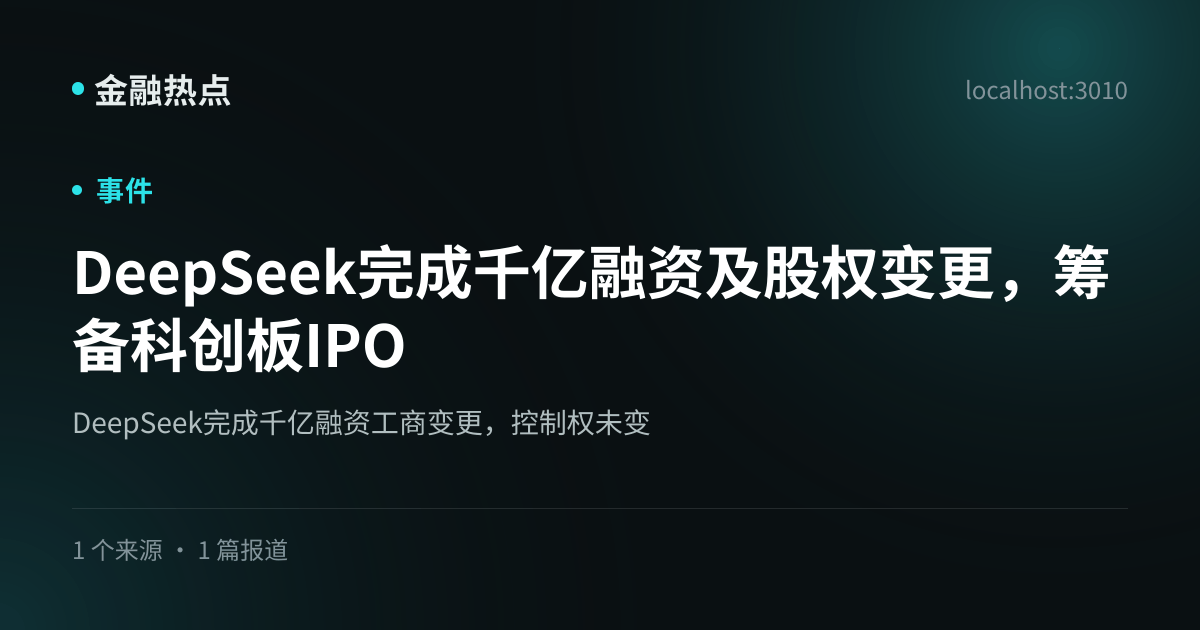 金融热点
localhost:3010
事件
DeepSeek完成千亿融资及股权变更，筹
备科创板IPO
DeepSeek完成千亿融资工商变更，控制权未变
1 个来源 · 1 篇报道